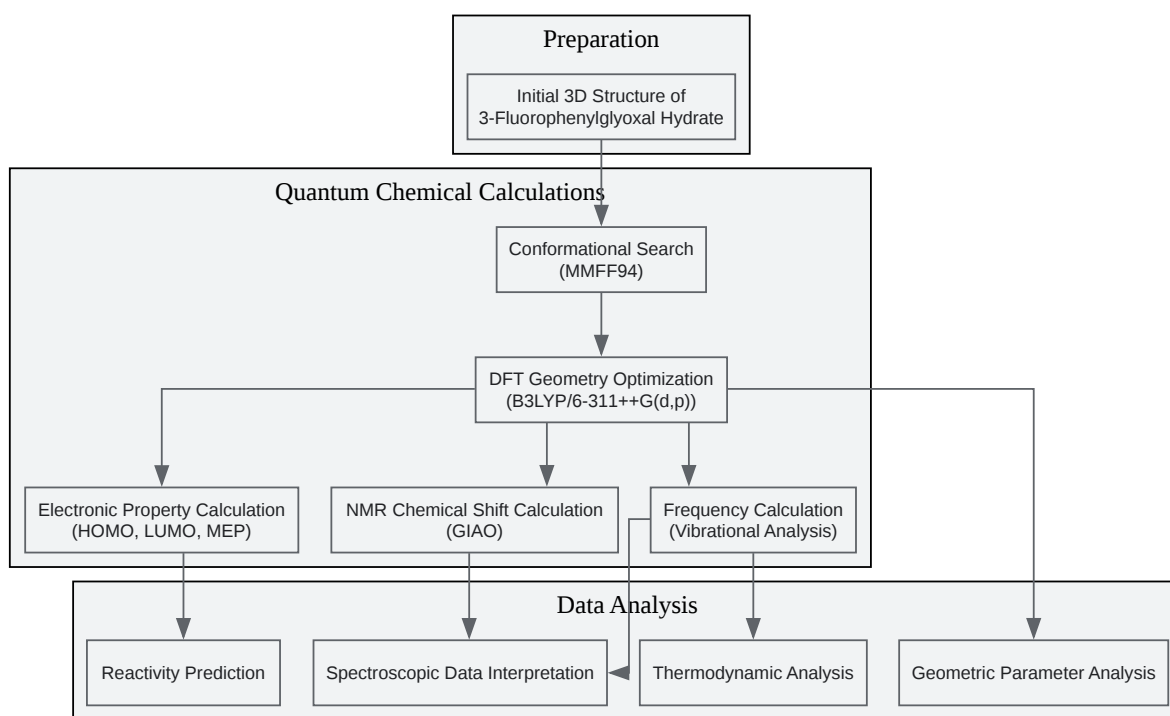 Preparation
Initial 3D Structure of
3-Fluorophenylglyoxal Hydrate
Quantum Chemical Calculations
Conformational Search
(MMFF94)
DFT Geometry Optimization
(B3LYP/6-311++G(d,p))
Electronic Property Calculation
(HOMO, LUMO, MEP)
NMR Chemical Shift Calculation
(GIAO)
Frequency Calculation
(Vibrational Analysis)
Data Analysis
Reactivity Prediction
Spectroscopic Data Interpretation
Thermodynamic Analysis
Geometric Parameter Analysis